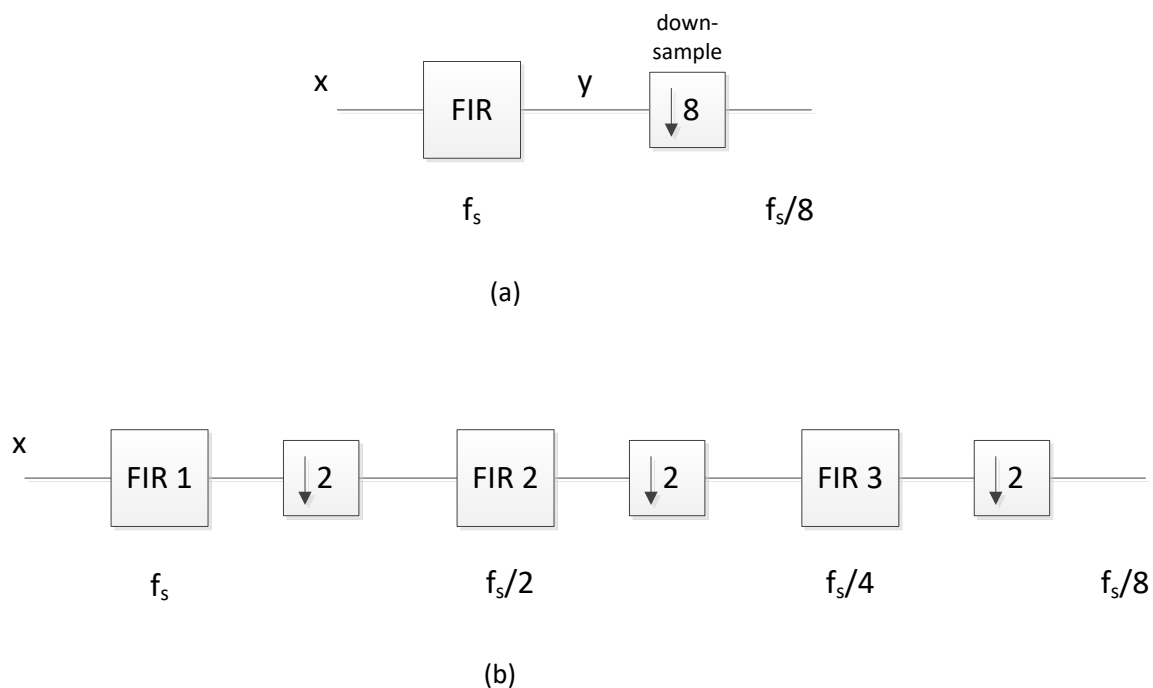 down-
sample
x FIR y 8
fₛ fₛ/8
(a)
x FIR 1 2 FIR 2 2 FIR 3 2
fₛ fₛ/2 fₛ/4 fₛ/8
(b)